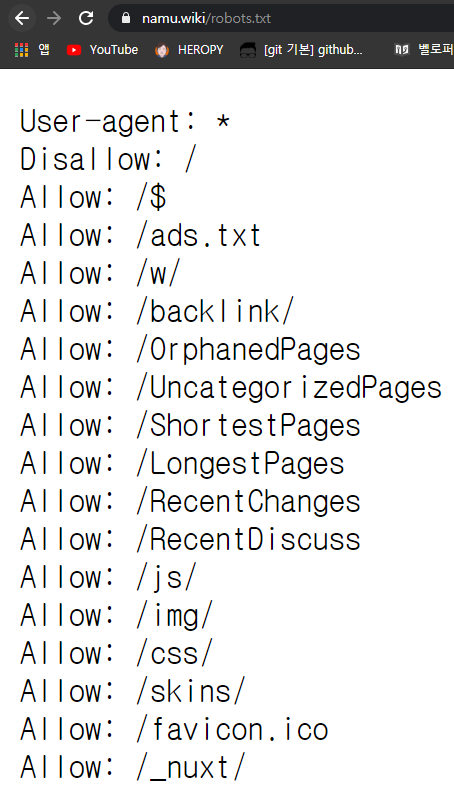 namu.wiki/robots.txt
앱 YouTube HEROPY [git 기본] github... 벨로퍼
User-agent: *
Disallow: /
Allow: /$
Allow: /ads.txt
Allow: /w/
Allow: /backlink/
Allow: /OrphanedPages
Allow: /UncategorizedPages
Allow: /ShortestPages
Allow: /LongestPages
Allow: /RecentChanges
Allow: /RecentDiscuss
Allow: /js/
Allow: /img/
Allow: /css/
Allow: /skins/
Allow: /favicon.ico
Allow: /_nuxt/